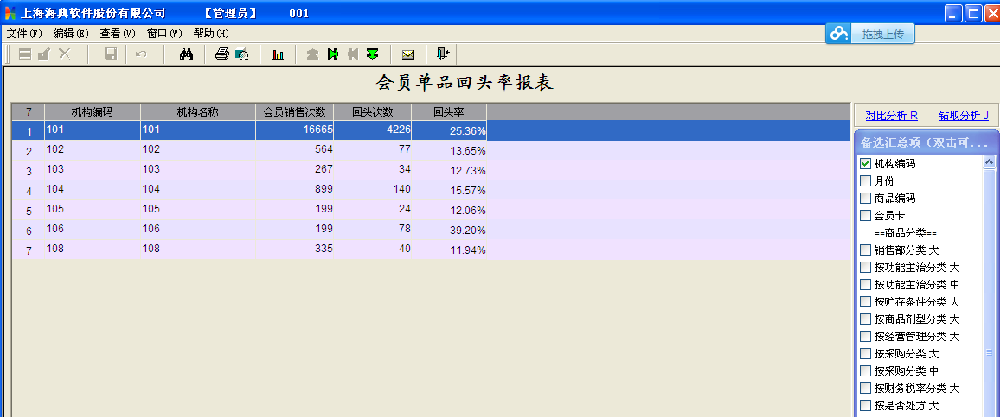 上海海典软件股份有限公司 【管理员】 001
文件(F) 编辑(E) 查看(V) 窗口(W) 帮助(H)
拖拽上传
会员单品回头率报表
7 机构编码 机构名称 会员销售次数 回头次数 回头率
1 101 101 16665 4226 25.36%
2 102 102 564 77 13.65%
3 103 103 267 34 12.73%
4 104 104 899 140 15.57%
5 105 105 199 24 12.06%
6 106 106 199 78 39.20%
7 108 108 335 40 11.94%
对比分析 R 钻取分析 J
备选汇总项（双击可...
机构编码
月份
商品编码
会员卡
==商品分类==
销售部分类 大
按功能主治分类 大
按功能主治分类 中
按贮存条件分类 大
按商品剂型分类 大
按经营管理分类 大
按采购分类 大
按采购分类 中
按财务税率分类 大
按是否处方 大